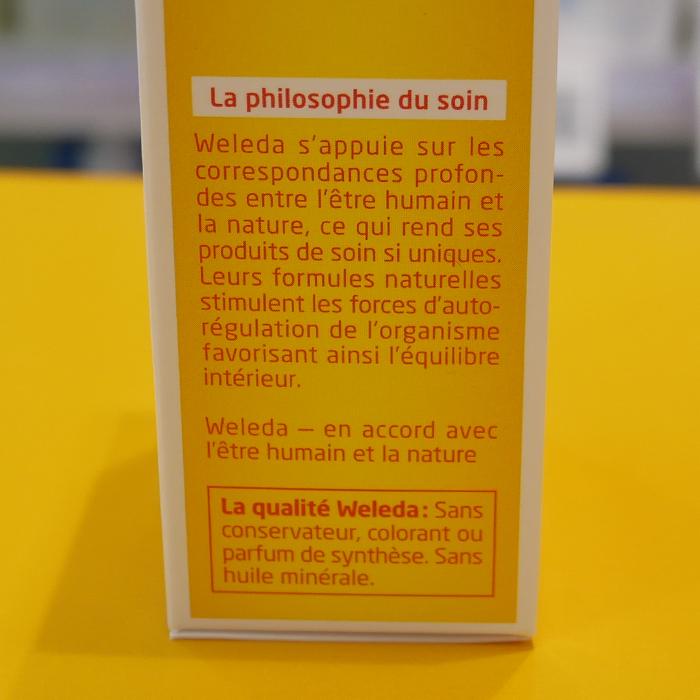 La philosophie du soin
Weleda s'appuie sur les
correspondances profon-
des entre l'être humain et
la nature, ce qui rend ses
produits de soin si uniques.
Leurs formules naturelles
stimulent les forces d'auto-
régulation de l'organisme
favorisant ainsi l'équilibre
intérieur.
Weleda — en accord avec
l'être humain et la nature
La qualité Weleda: Sans
conservateur, colorant ou
parfum de synthèse. Sans
huile minérale.